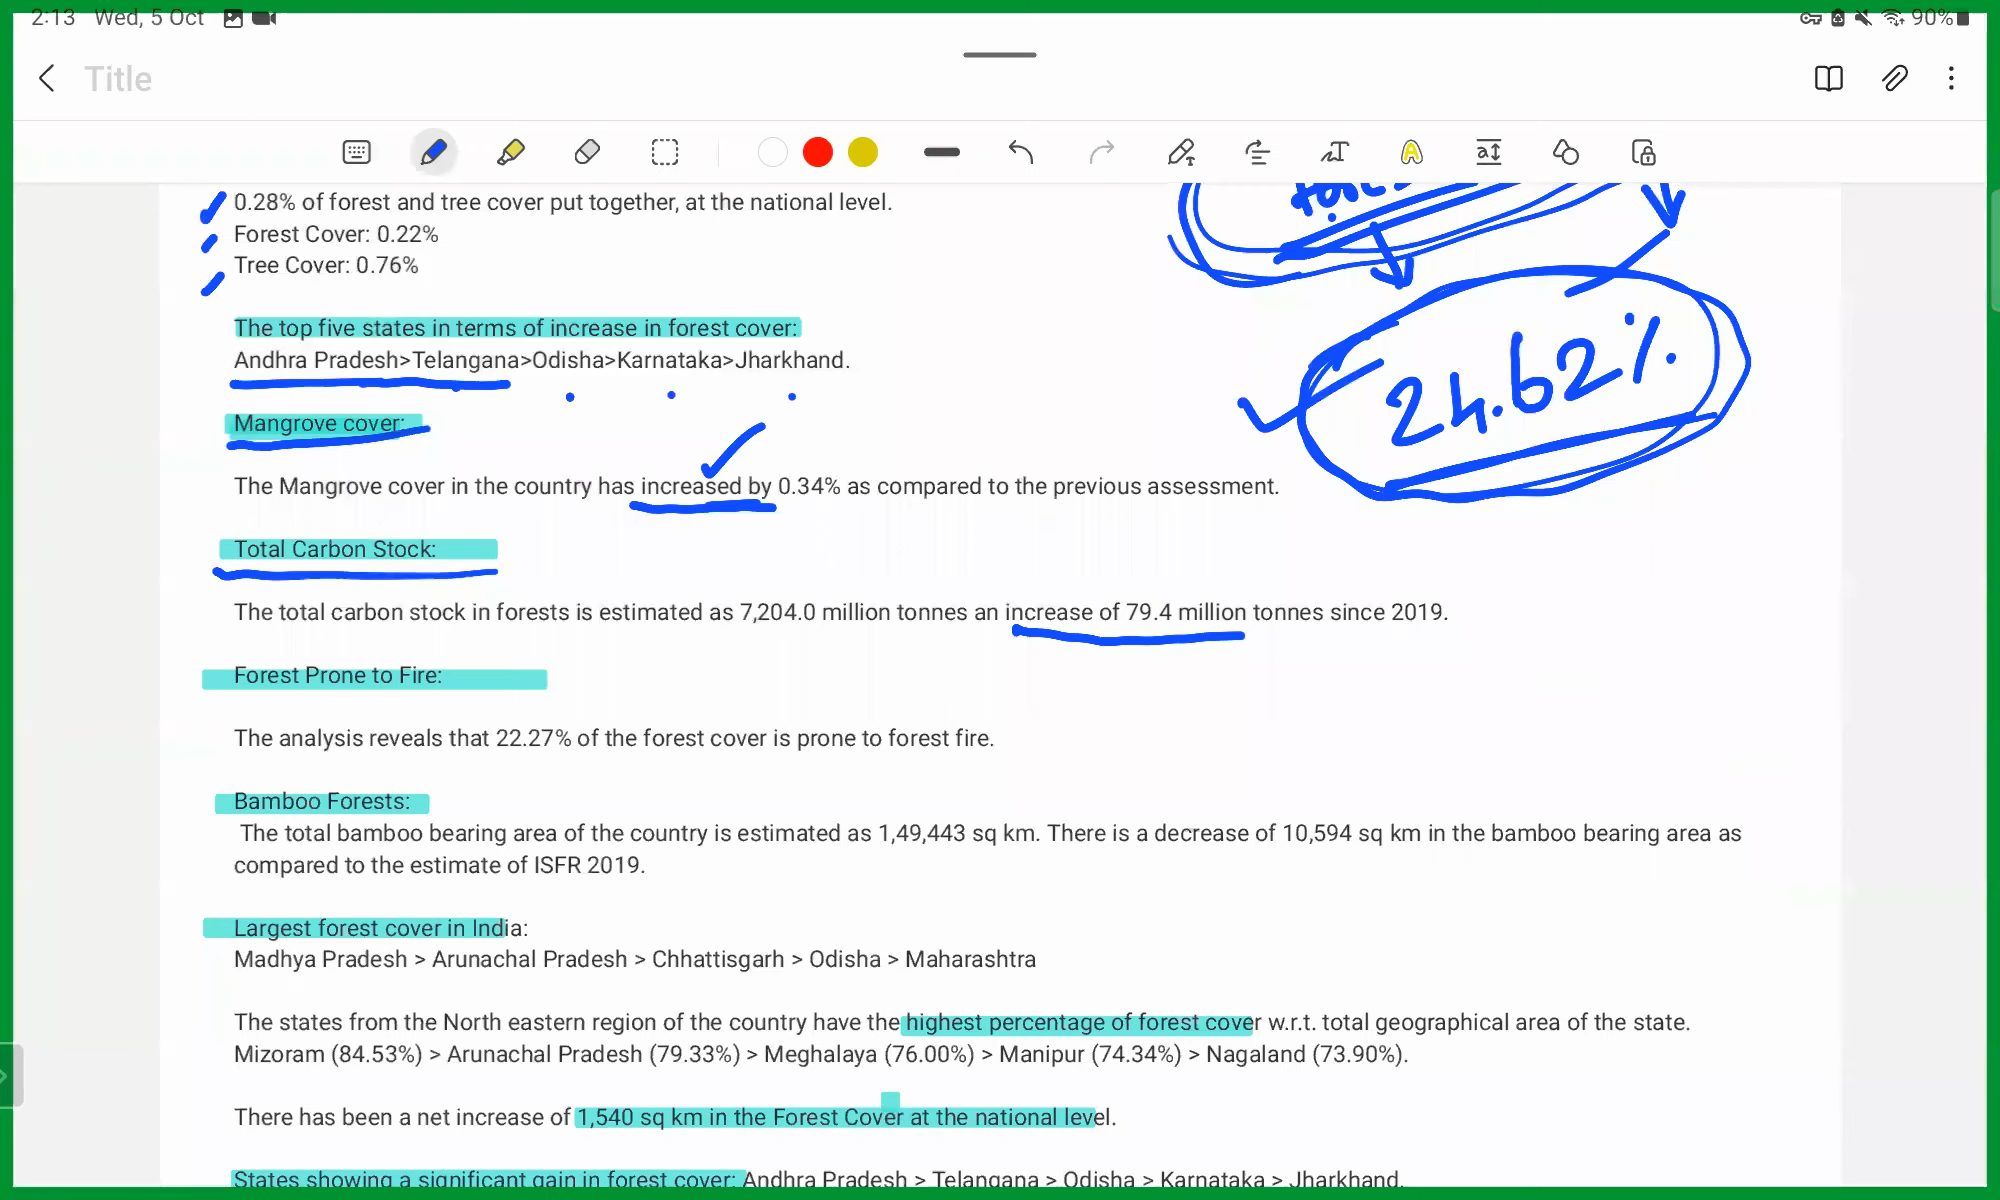 2:13 Wed, 5 Oct 90%
Title
0.28% of forest and tree cover put together, at the national level.
Forest Cover: 0.22%
Tree Cover: 0.76%
The top five states in terms of increase in forest cover:
Andhra Pradesh>Telangana>Odisha>Karnataka>Jharkhand.
24.62%
Mangrove cover:
The Mangrove cover in the country has increased by 0.34% as compared to the previous assessment.
Total Carbon Stock:
The total carbon stock in forests is estimated as 7,204.0 million tonnes an increase of 79.4 million tonnes since 2019.
Forest Prone to Fire:
The analysis reveals that 22.27% of the forest cover is prone to forest fire.
Bamboo Forests:
The total bamboo bearing area of the country is estimated as 1,49,443 sq km. There is a decrease of 10,594 sq km in the bamboo bearing area as
compared to the estimate of ISFR 2019.
Largest forest cover in India:
Madhya Pradesh > Arunachal Pradesh > Chhattisgarh > Odisha > Maharashtra
The states from the North eastern region of the country have the highest percentage of forest cover w.r.t. total geographical area of the state.
Mizoram (84.53%) > Arunachal Pradesh (79.33%) > Meghalaya (76.00%) > Manipur (74.34%) > Nagaland (73.90%).
There has been a net increase of 1,540 sq km in the Forest Cover at the national level.
States showing a significant gain in forest cover: Andhra Pradesh > Telangana > Odisha > Karnataka > Jharkhand.